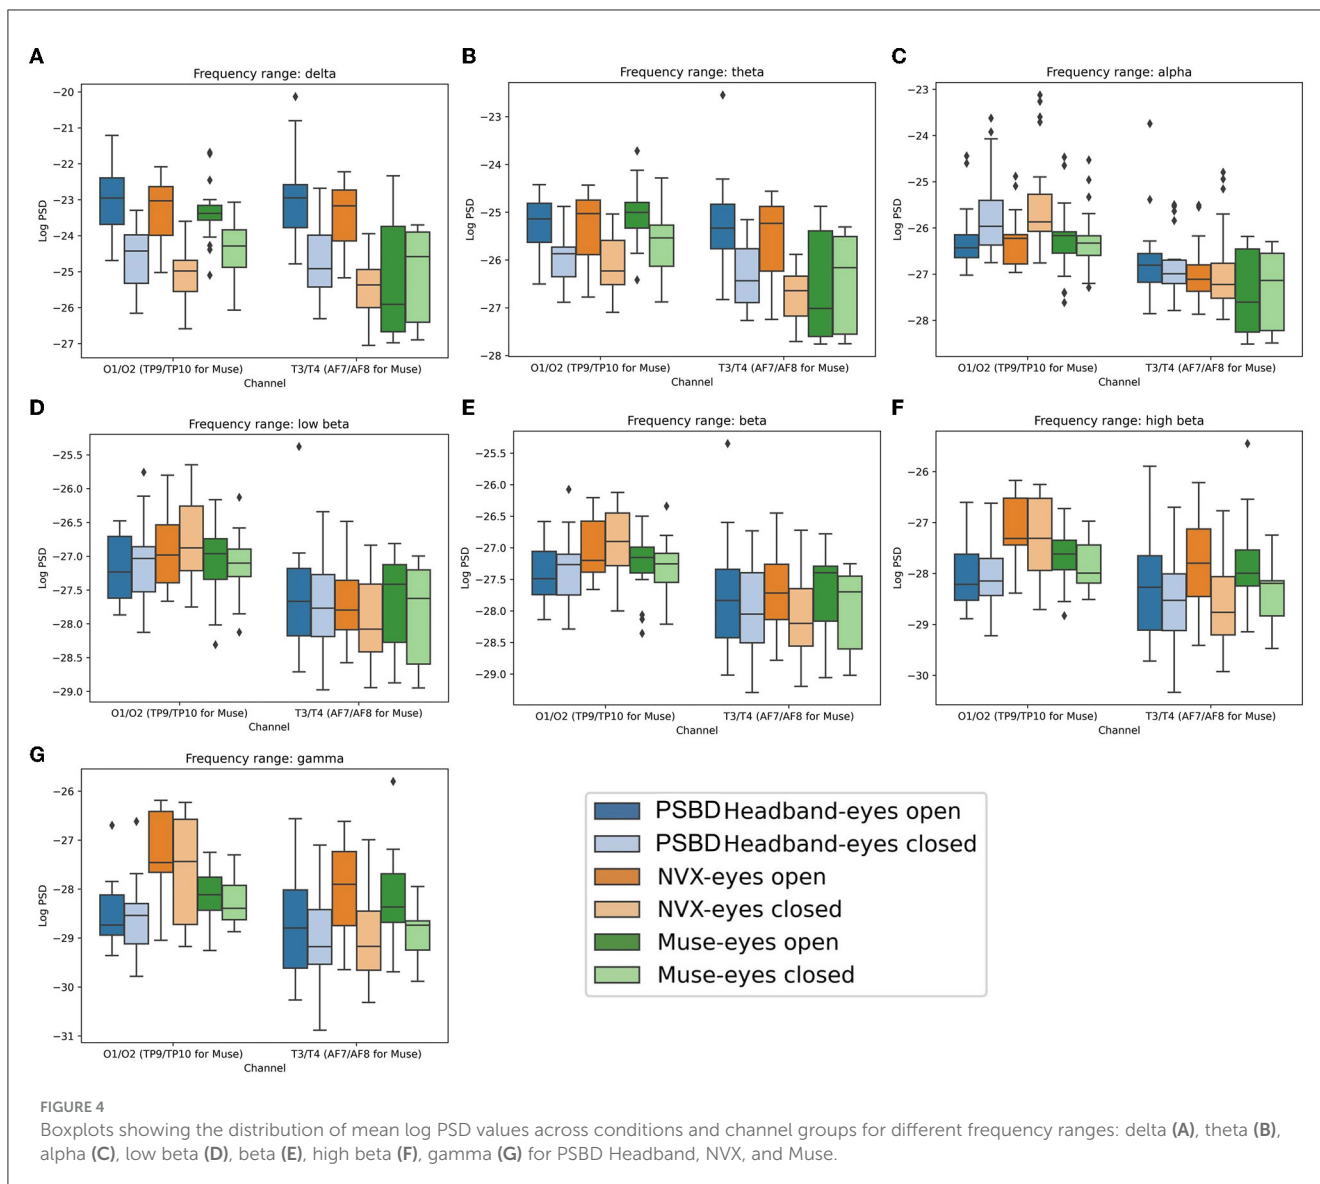 A
Frequency range: delta
−20
−21
−22
−23
−24
−25
−26
−27
Log PSD
O1/O2 (TP9/TP10 for Muse)
T3/T4 (AF7/AF8 for Muse)
Channel
B
Frequency range: theta
−23
−24
−25
−26
−27
−28
Log PSD
O1/O2 (TP9/TP10 for Muse)
T3/T4 (AF7/AF8 for Muse)
Channel
C
Frequency range: alpha
−23
−24
−25
−26
−27
−28
Log PSD
O1/O2 (TP9/TP10 for Muse)
T3/T4 (AF7/AF8 for Muse)
Channel
D
Frequency range: low beta
−25.5
−26.0
−26.5
−27.0
−27.5
−28.0
−28.5
−29.0
Log PSD
O1/O2 (TP9/TP10 for Muse)
T3/T4 (AF7/AF8 for Muse)
Channel
E
Frequency range: beta
−25.5
−26.0
−26.5
−27.0
−27.5
−28.0
−28.5
−29.0
Log PSD
O1/O2 (TP9/TP10 for Muse)
T3/T4 (AF7/AF8 for Muse)
Channel
F
Frequency range: high beta
−26
−27
−28
−29
−30
Log PSD
O1/O2 (TP9/TP10 for Muse)
T3/T4 (AF7/AF8 for Muse)
Channel
G
Frequency range: gamma
−26
−27
−28
−29
−30
−31
Log PSD
O1/O2 (TP9/TP10 for Muse)
T3/T4 (AF7/AF8 for Muse)
Channel
PSBD Headband-eyes open
PSBD Headband-eyes closed
NVX-eyes open
NVX-eyes closed
Muse-eyes open
Muse-eyes closed
FIGURE 4
Boxplots showing the distribution of mean log PSD values across conditions and channel groups for different frequency ranges: delta (A), theta (B),
alpha (C), low beta (D), beta (E), high beta (F), gamma (G) for PSBD Headband, NVX, and Muse.